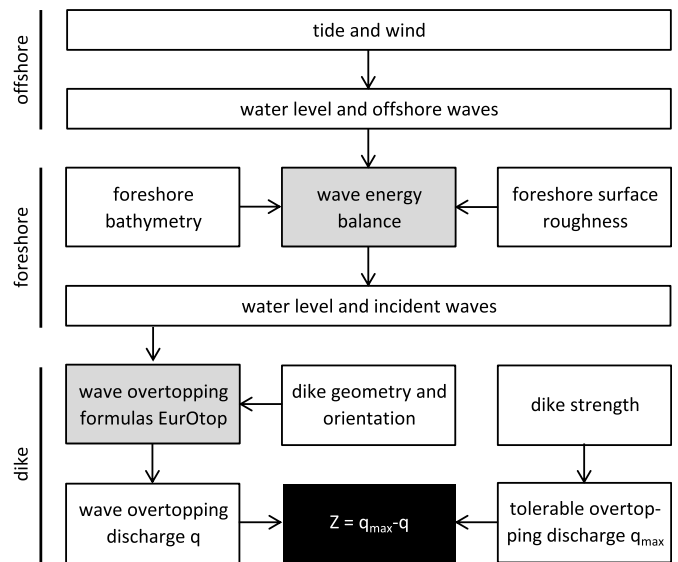 offshore
tide and wind
water level and offshore waves
foreshore
foreshore
bathymetry
wave energy
balance
foreshore surface
roughness
water level and incident waves
dike
wave overtopping
formulas EurOtop
dike geometry and
orientation
dike strength
wave overtopping
discharge q
Z = qmax-q
tolerable overtop-
ping discharge qmax